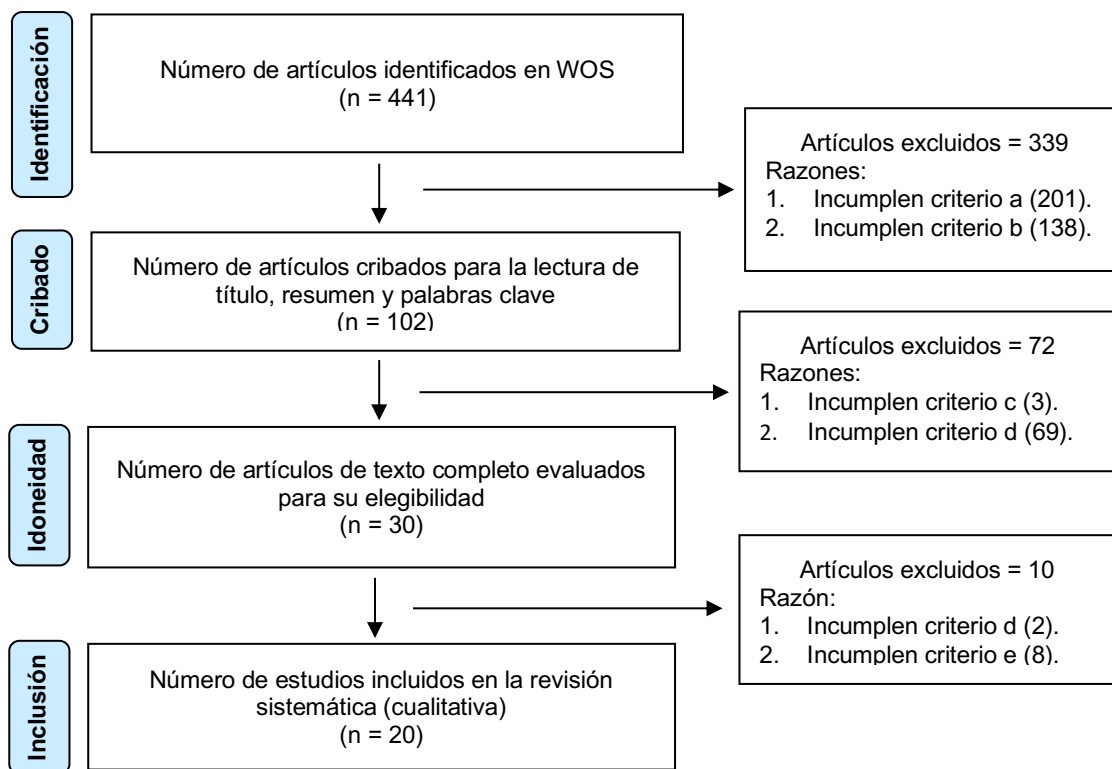 Identificación
Número de artículos identificados en WOS
(n = 441)
Artículos excluidos = 339
Razones:
1. Incumplen criterio a (201).
2. Incumplen criterio b (138).
Cribado
Número de artículos cribados para la lectura de
título, resumen y palabras clave
(n = 102)
Artículos excluidos = 72
Razones:
1. Incumplen criterio c (3).
2. Incumplen criterio d (69).
Idoneidad
Número de artículos de texto completo evaluados
para su elegibilidad
(n = 30)
Artículos excluidos = 10
Razón:
1. Incumplen criterio d (2).
2. Incumplen criterio e (8).
Inclusión
Número de estudios incluidos en la revisión
sistemática (cualitativa)
(n = 20)